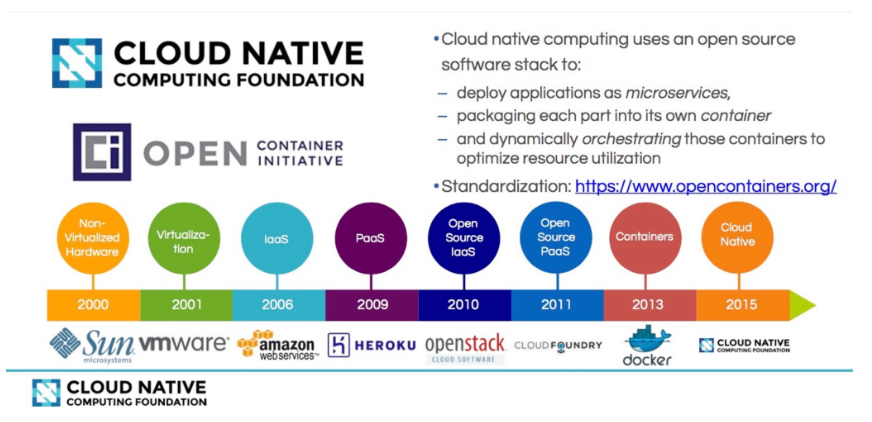 CLOUD NATIVE
COMPUTING FOUNDATION
OPEN CONTAINER
INITIATIVE
•Cloud native computing uses an open source
software stack to:
– deploy applications as microservices,
– packaging each part into its own container
– and dynamically orchestrating those containers to
optimize resource utilization
•Standardization: https://www.opencontainers.org/
Non-
Virtualized
Hardware
Virtualiza-
tion
IaaS
PaaS
Open
Source
IaaS
Open
Source
PaaS
Containers
Cloud
Native
2000 2001 2006 2009 2010 2011 2013 2015
Sun
microsystems
vmware
amazon
webservices™
HEROKU
openstack
CLOUD SOFTWARE
CLOUDFOUNDRY
docker
CLOUD NATIVE
COMPUTING FOUNDATION
CLOUD NATIVE
COMPUTING FOUNDATION